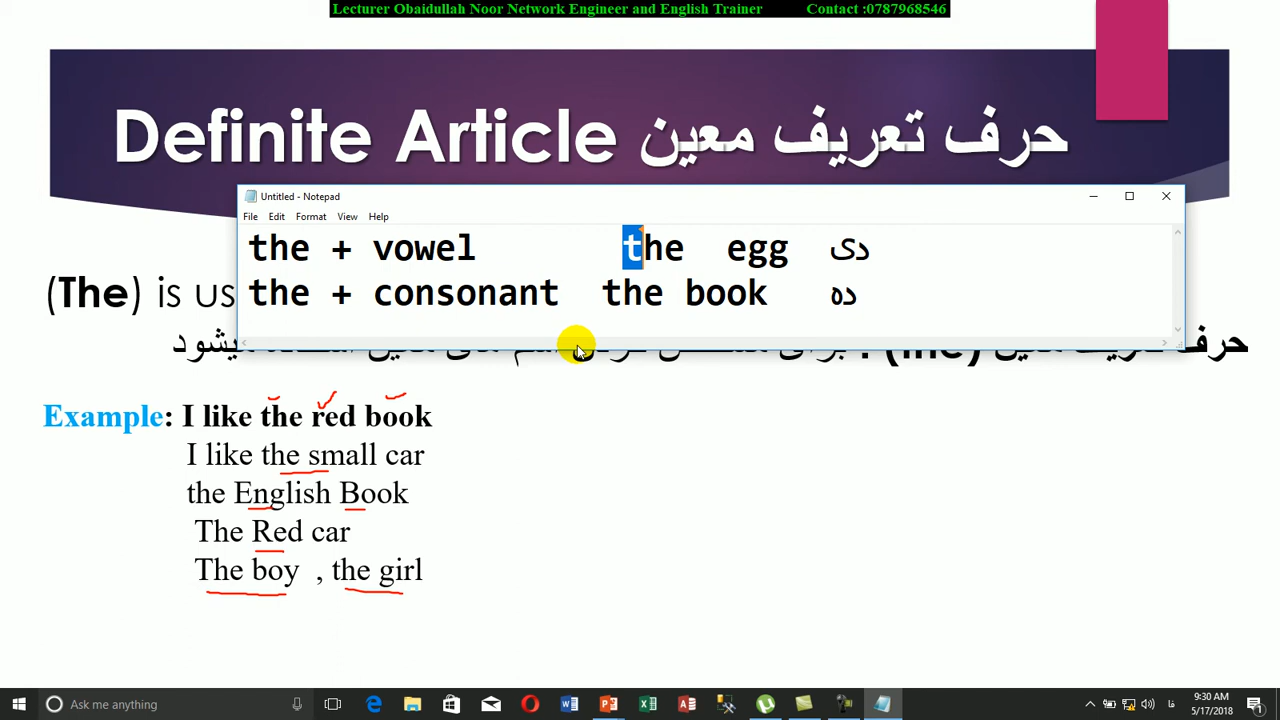 Lecturer Obaidullah Noor Network Engineer and English Trainer Contact :0787968546
Definite Article حرف تعریف معین
Untitled - Notepad
File Edit Format View Help
the + vowel the egg دی
the + consonant the book ده
(The) is us
حرف
میشود
Example: I like the red book
I like the small car
the English Book
The Red car
The boy , the girl
Ask me anything
9:30 AM
5/17/2018